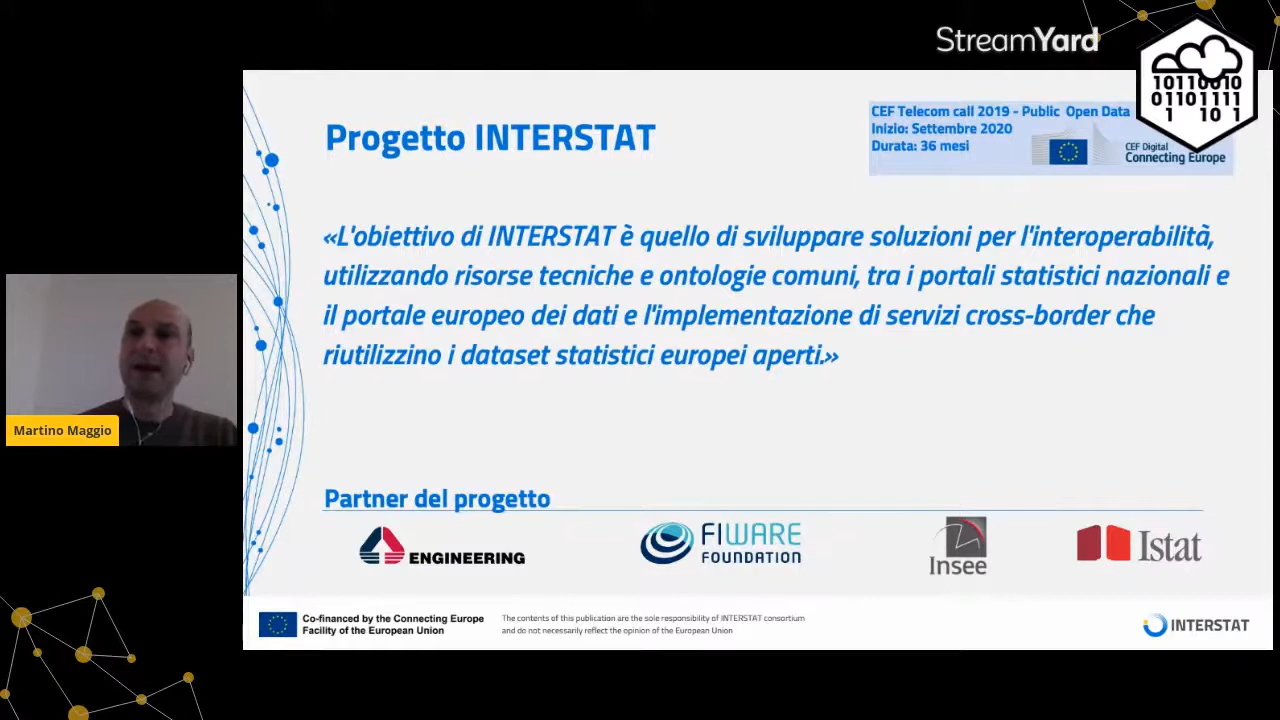 StreamYard
10110010
01101111
1 10 1
Progetto INTERSTAT
CEF Telecom call 2019 - Public Open Data
Inizio: Settembre 2020
Durata: 36 mesi
CEF Digital
Connecting Europe
«L'obiettivo di INTERSTAT è quello di sviluppare soluzioni per l'interoperabilità,
utilizzando risorse tecniche e ontologie comuni, tra i portali statistici nazionali e
il portale europeo dei dati e l'implementazione di servizi cross-border che
riutilizzino i dataset statistici europei aperti.»
Martino Maggio
Partner del progetto
ENGINEERING
FIWARE
FOUNDATION
Insee
Istat
Co-financed by the Connecting Europe
Facility of the European Union
The contents of this publication are the sole responsibility of INTERSTAT consortium
and do not necessarily reflect the opinion of the European Union
INTERSTAT